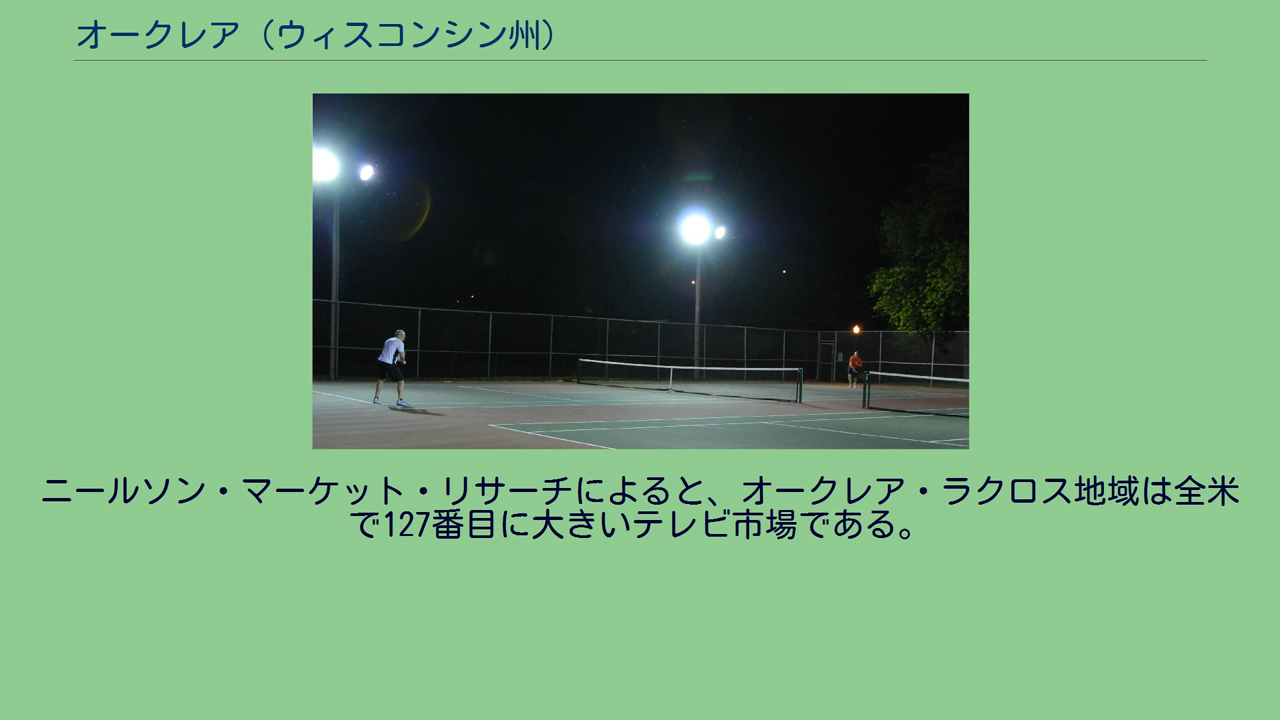 オークレア（ウィスコンシン州）
ニールソン・マーケット・リサーチによると、オークレア・ラクロス地域は全米
で127番目に大きいテレビ市場である。